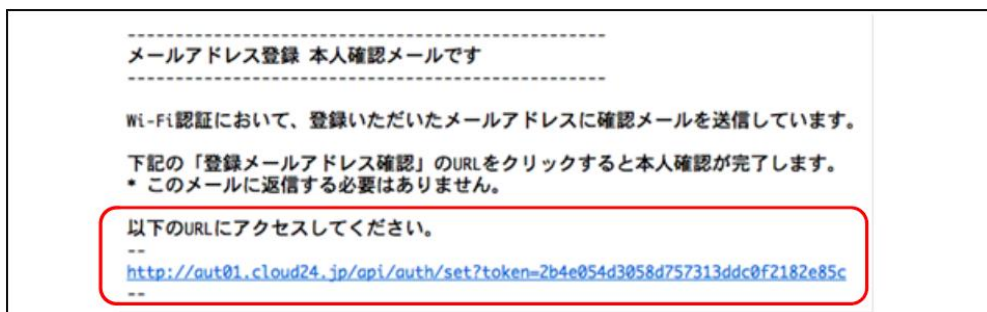 --------------------------------------------------
メールアドレス登録 本人確認メールです
--------------------------------------------------
Wi-Fi認証において、登録いただいたメールアドレスに確認メールを送信しています。
下記の「登録メールアドレス確認」のURLをクリックすると本人確認が完了します。
* このメールに返信する必要はありません。
以下のURLにアクセスしてください。
--
http://aut01.cloud24.jp/api/auth/set?token=2b4e054d3058d757313ddc0f2182e85c
--